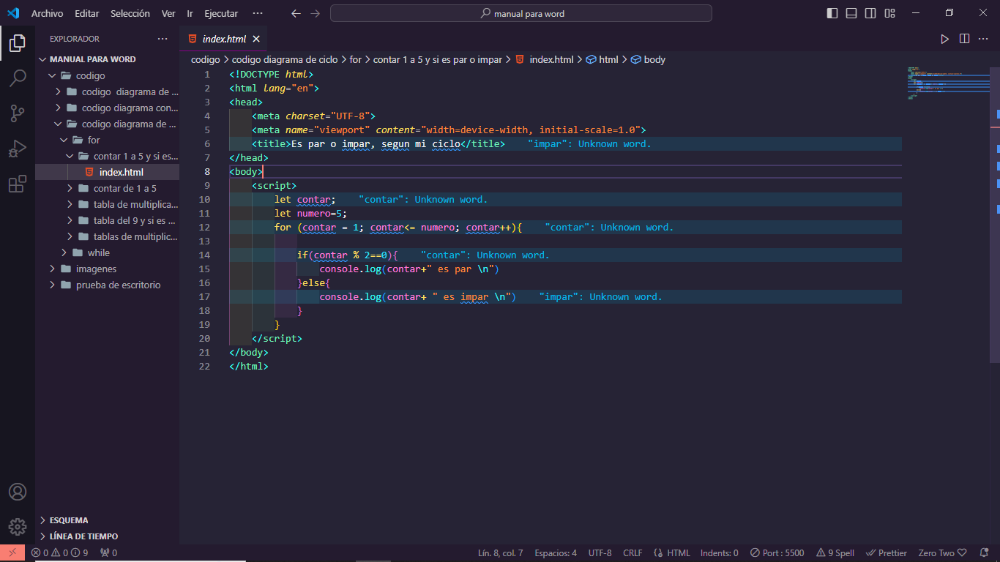 Archivo Editar Selección Ver Ir Ejecutar ··· manual para word
EXPLORADOR ···
MANUAL PARA WORD
codigo
codigo diagrama de ...
codigo diagrama con...
codigo diagrama de ...
for
contar 1 a 5 y si es...
index.html
contar de 1 a 5
tabla de multiplica...
tabla del 9 y si es ...
tablas de multiplic...
while
imagenes
prueba de escritorio
ESQUEMA
LÍNEA DE TIEMPO
index.html
codigo > codigo diagrama de ciclo > for > contar 1 a 5 y si es par o impar > index.html > html > body
1 <!DOCTYPE html>
2 <html lang="en">
3 <head>
4 <meta charset="UTF-8">
5 <meta name="viewport" content="width=device-width, initial-scale=1.0">
6 <title>Es par o impar, segun mi ciclo</title> "impar": Unknown word.
7 </head>
8 <body>
9 <script>
10 let contar; "contar": Unknown word.
11 let numero=5;
12 for (contar = 1; contar<= numero; contar++){ "contar": Unknown word.
13
14 if(contar % 2==0){ "contar": Unknown word.
15 console.log(contar+" es par \n")
16 }else{
17 console.log(contar+ " es impar \n") "impar": Unknown word.
18 }
19 }
20 </script>
21 </body>
22 </html>
0 0 9 0 Lín. 8, col. 7 Espacios: 4 UTF-8 CRLF HTML Indents: 0 Port : 5500 9 Spell Prettier Zero Two